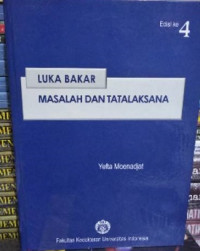 Edisi ke 4
LUKA BAKAR
MASALAH DAN TATALAKSANA
Yefta Moenadjat
Fakultas Kedokteran Universitas Indonesia